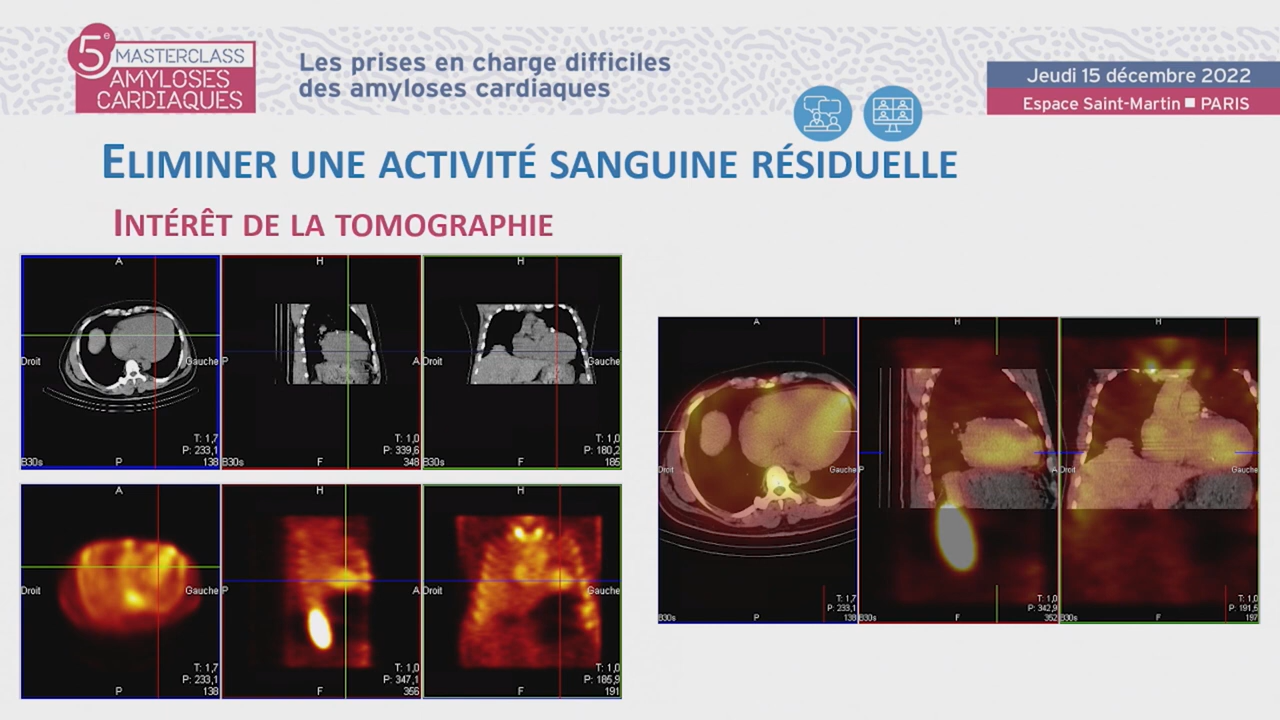 5e
MASTERCLASS
AMYLOSES
CARDIAQUES
Les prises en charge difficiles
des amyloses cardiaques
Jeudi 15 décembre 2022
Espace Saint-Martin ■ PARIS
ELIMINER UNE ACTIVITÉ SANGUINE RÉSIDUELLE
INTÉRÊT DE LA TOMOGRAPHIE
A H H
Droit Gauche P A Droit Gauche
T: 1,7 T: 1,0 T: 1,0
P: 233,1 P: 339,6 P: 180,2
B30s P 138 B30s F 348 B30s F 185
A H H
Droit Gauche P A Droit Gauche
T: 1,7 T: 1,0 T: 1,0
P: 233,1 P: 347,1 P: 185,9
P 138 F 356 F 191
A H H
Droit Gauche P A Droit Gauche
T: 1,7 T: 1,0 T: 1,0
P: 233,1 P: 342,9 P: 191,5
B30s P 138 B30s F 352 B30s F 197